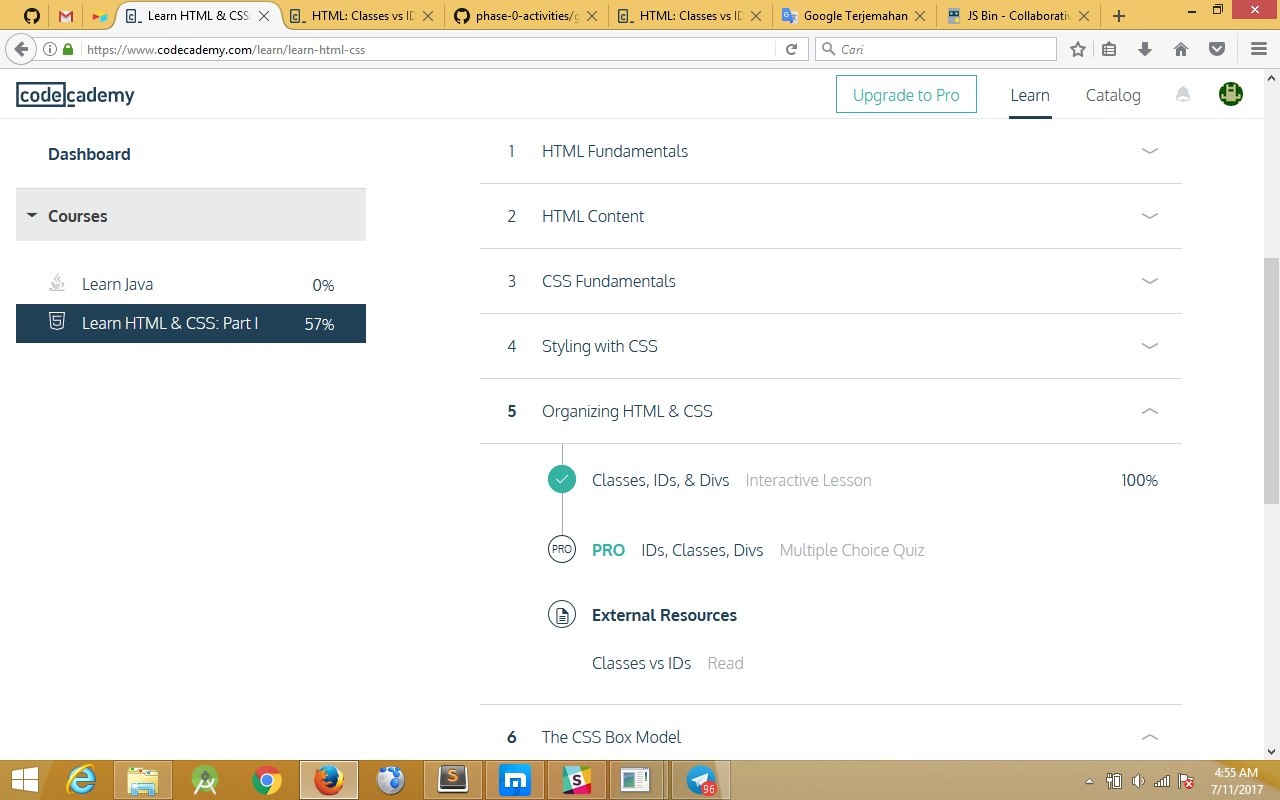 Learn HTML & CSS:
HTML: Classes vs ID
phase-0-activities/g
HTML: Classes vs ID
Google Terjemahan
JS Bin - Collaborativ
https://www.codecademy.com/learn/learn-html-css
Cari
codecademy
Upgrade to Pro
Learn
Catalog
Dashboard
Courses
Learn Java 0%
Learn HTML & CSS: Part I 57%
1 HTML Fundamentals
2 HTML Content
3 CSS Fundamentals
4 Styling with CSS
5 Organizing HTML & CSS
Classes, IDs, & Divs Interactive Lesson 100%
PRO PRO IDs, Classes, Divs Multiple Choice Quiz
External Resources
Classes vs IDs Read
6 The CSS Box Model
96
4:55 AM
7/11/2017